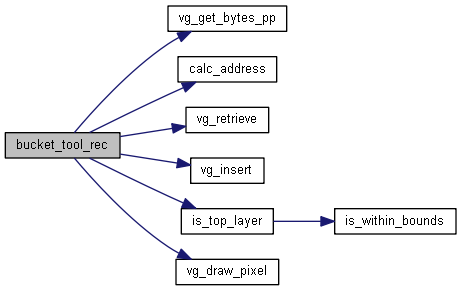 vg_get_bytes_pp
calc_address
vg_retrieve
bucket_tool_rec
vg_insert
is_top_layer
is_within_bounds
vg_draw_pixel